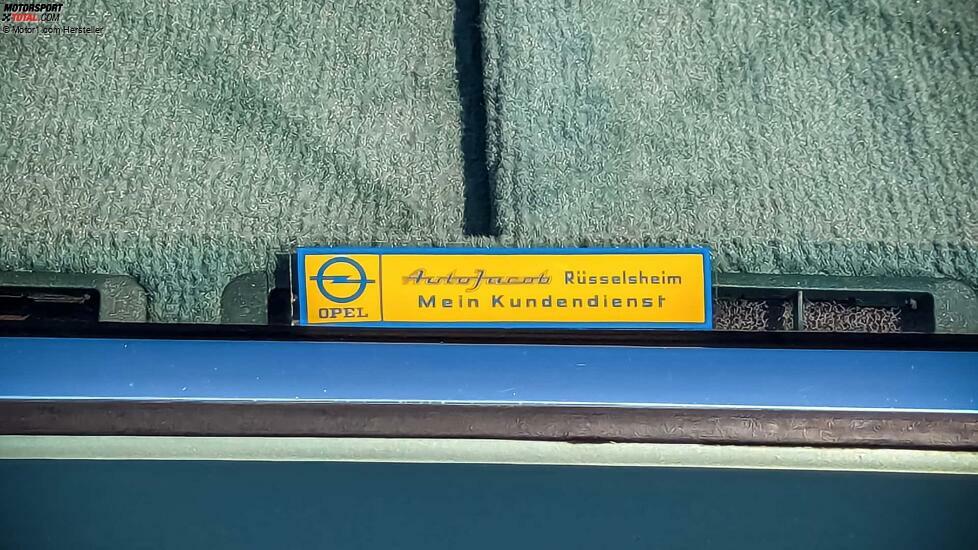 MOTORSPORT
TOTAL.COM
© Motor1.com Hersteller
AutoJacob Rüsselsheim
Mein Kundendienst
OPEL